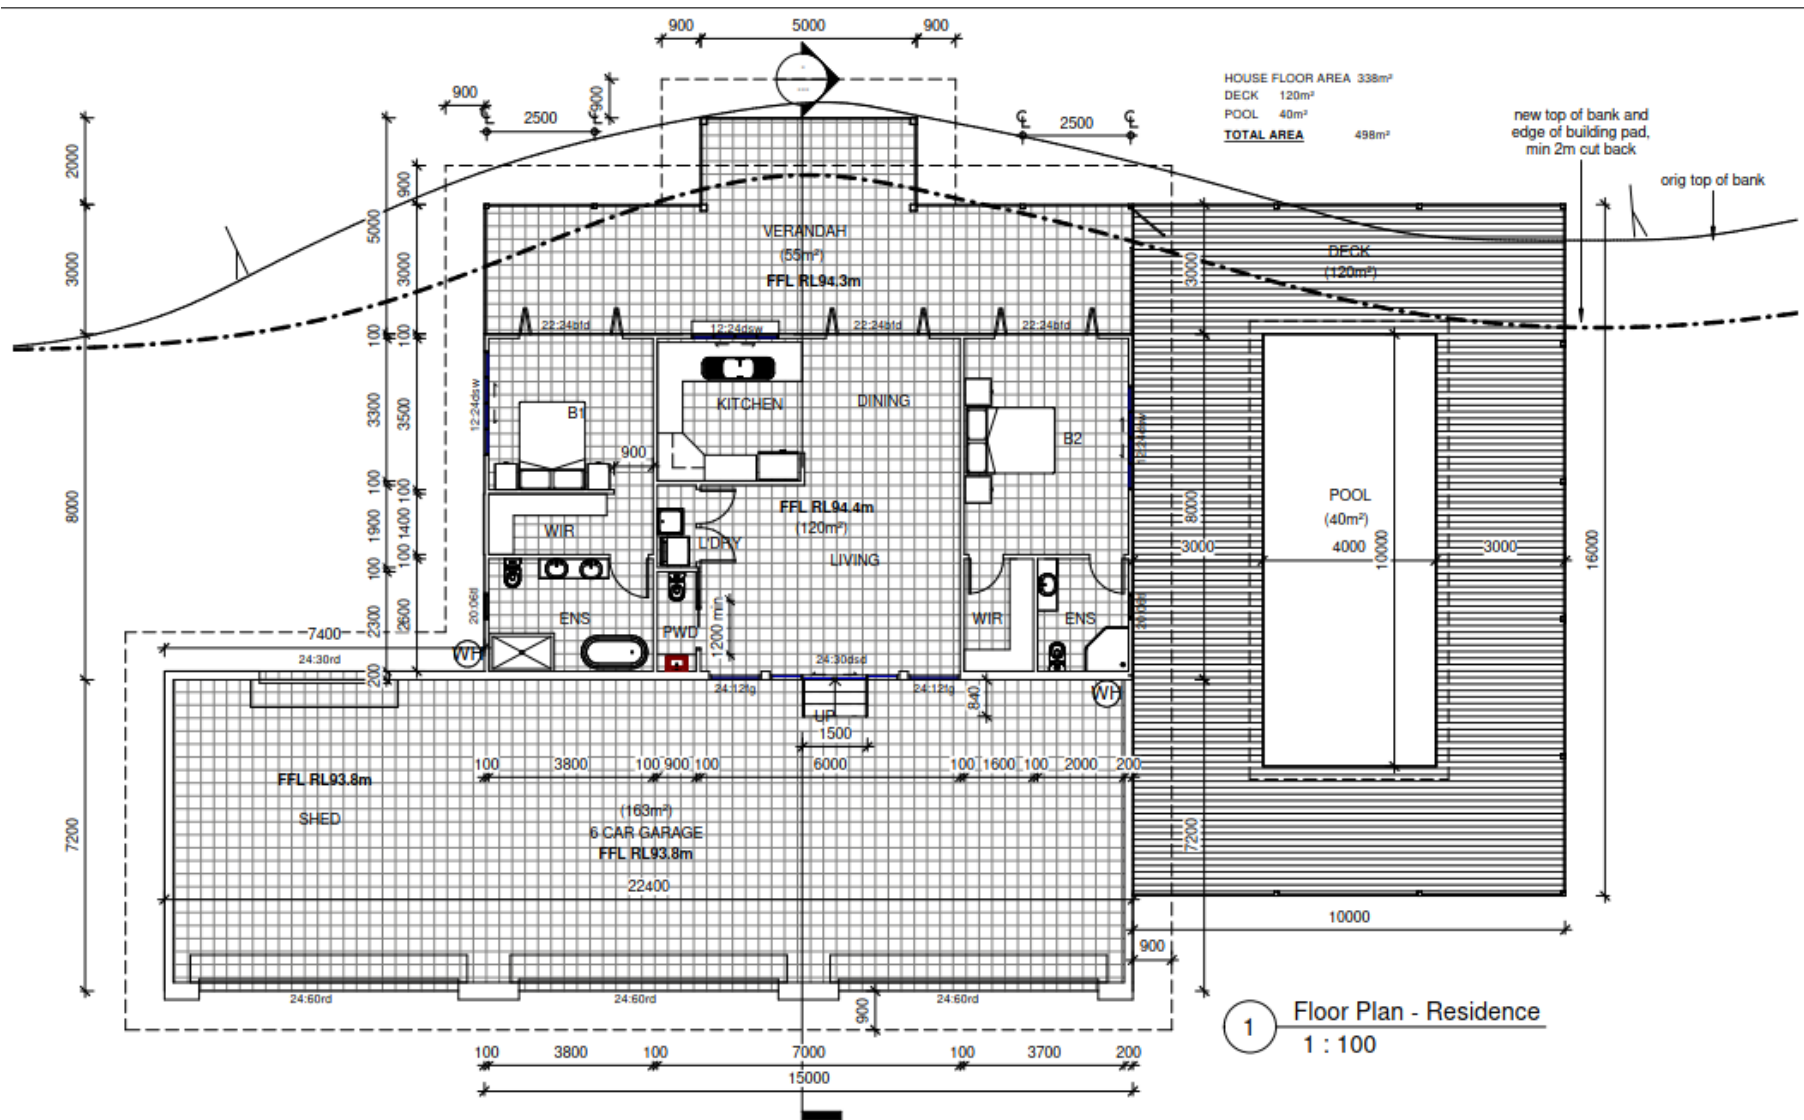 900 5000 900
HOUSE FLOOR AREA 338m²
DECK 120m²
POOL 40m²
TOTAL AREA 498m²
900
900
2500
2500
new top of bank and
edge of building pad,
min 2m cut back
orig top of bank
2000
900
5000
3000
3000
3000
VERANDAH
(55m²)
FFL RL94.3m
DECK
(120m²)
100
100
22:24bfd
12:24dsw
22:24bfd
22:24bfd
12:24dsw
B1
KITCHEN
DINING
B2
12:24dsw
3300
3500
900
100
100
8000
1900
1400
WIR
L'DRY
FFL RL94.4m
(120m²)
LIVING
8000
POOL
(40m²)
3000
4000
10000
3000
16000
100
100
2300
2600
20:06tl
ENS
PWD
1200 min
WIR
ENS
20:06tl
7400
24:30rd
WH
200
24:12fg
24:30dsd
24:12fg
WH
UP
840
1500
100 3800 100 900 100 6000 100 1600 100 2000 200
FFL RL93.8m
SHED
(163m²)
6 CAR GARAGE
FFL RL93.8m
7200
7200
22400
10000
900
24:60rd
24:60rd
24:60rd
900
1
Floor Plan - Residence
1 : 100
100 3800 100 7000 100 3700 200
15000